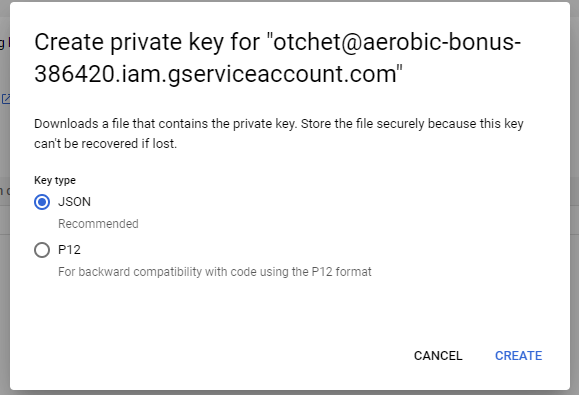 Create private key for "otchet@aerobic-bonus-
386420.iam.gserviceaccount.com"
Downloads a file that contains the private key. Store the file securely because this key
can't be recovered if lost.
Key type
JSON
Recommended
P12
For backward compatibility with code using the P12 format
CANCEL
CREATE